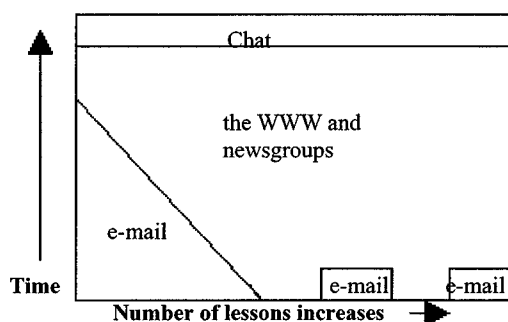 Chat
the WWW and
newsgroups
e-mail
e-mail
e-mail
Time
Number of lessons increases